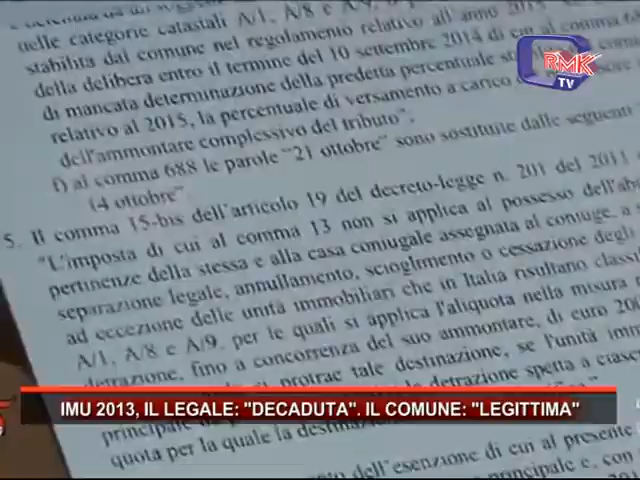 nelle categorie catastali A/1, A/8 e A/9,
stabilita dal comune nel regolamento relativo all'anno 2015
della delibera entro il termine del 10 settembre 2014 di cui al comma
di mancata determinazione della predetta percentuale
relativo al 2015, la percentuale di versamento a carico
dell'ammontare complessivo del tributo".
f) al comma 688 le parole "21 ottobre" sono sostituite dalle seguenti
14 ottobre"
5. Il comma 15-bis dell'articolo 19 del decreto-legge n. 201 del 2011
"L'imposta di cui al comma 13 non si applica al possesso dell'ab
pertinenze della stessa e alla casa coniugale assegnata al coniuge, a
separazione legale, annullamento, scioglimento o cessazione degli
ad eccezione delle unità immobiliari che in Italia risultano classi
A/1, A/8 e A/9, per le quali si applica l'aliquota nella misura
detrazione, fino a concorrenza del suo ammontare, di euro 20
si protrae tale destinazione, se l'unità im
detrazione spetta a ciasc
principale
quota per la quale la destinaz
dell'esenzione di cui al presente
principale e, con
RMK
TV
IMU 2013, IL LEGALE: "DECADUTA". IL COMUNE: "LEGITTIMA"